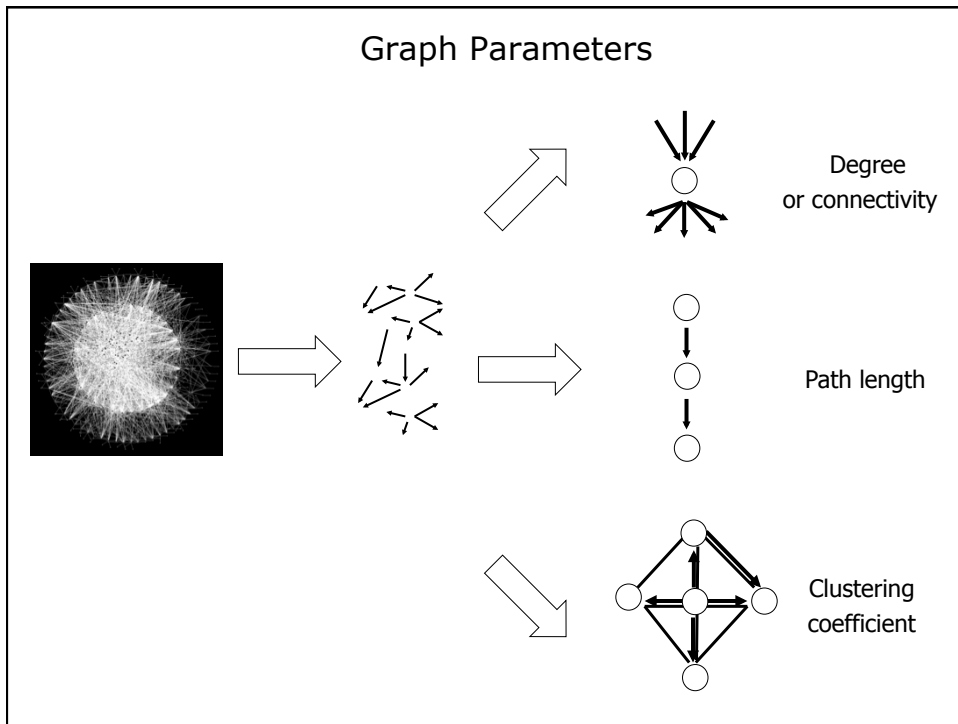 Graph Parameters
Degree
or connectivity
Path length
Clustering
coefficient